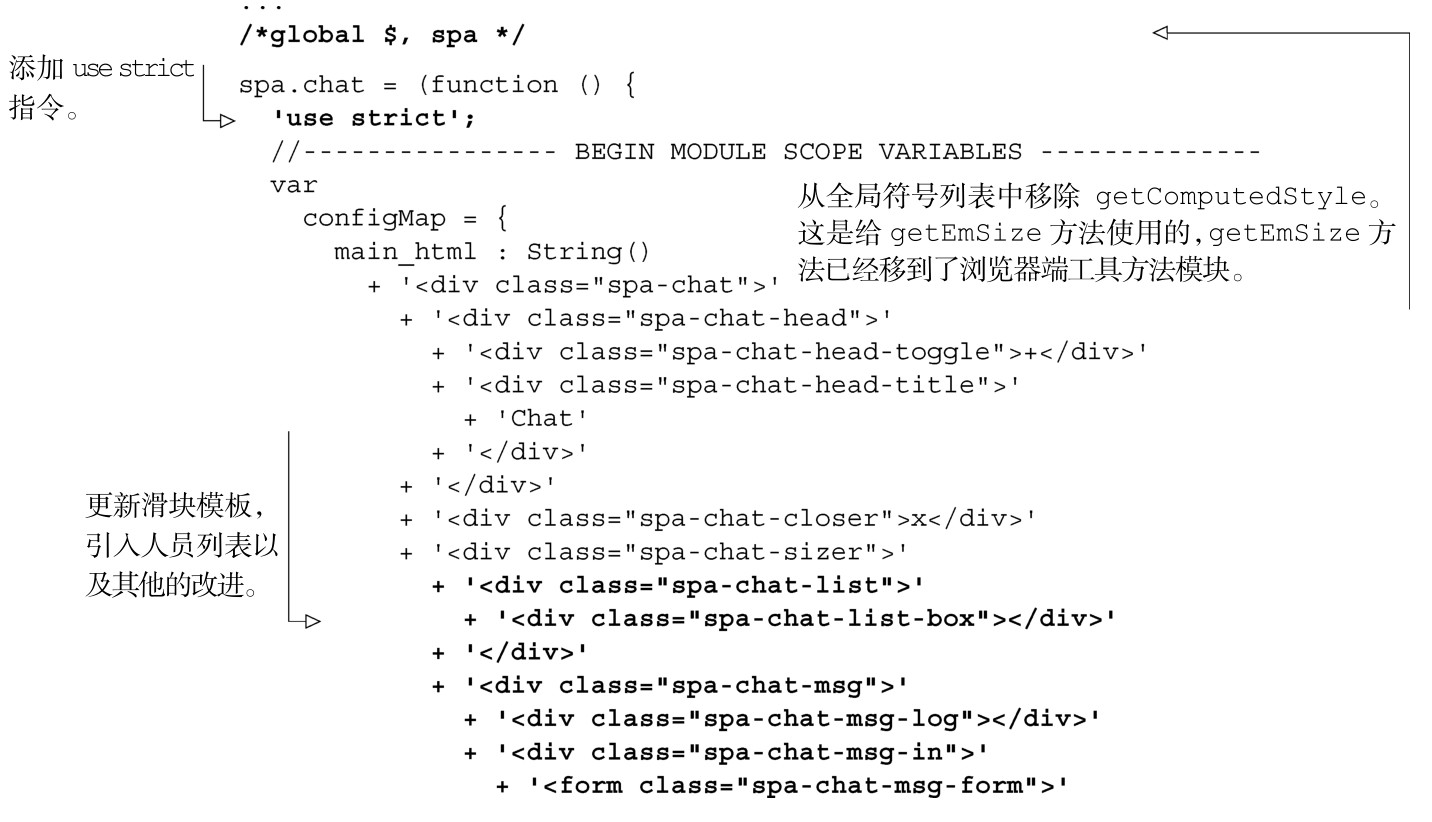 ...
/*global $, spa */
添加 use strict
指令。
spa.chat = (function () {
'use strict';
//---------------- BEGIN MODULE SCOPE VARIABLES --------------
var
configMap = {
main_html : String()
从全局符号列表中移除 getComputedStyle。
这是给 getEmSize 方法使用的,getEmSize 方
法已经移到了浏览器端工具方法模块。
+ '<div class="spa-chat">'
+ '<div class="spa-chat-head">'
+ '<div class="spa-chat-head-toggle">+</div>'
+ '<div class="spa-chat-head-title">'
+ 'Chat'
+ '</div>'
+ '</div>'
+ '<div class="spa-chat-closer">x</div>'
+ '<div class="spa-chat-sizer">'
更新滑块模板，
引入人员列表以
及其他的改进。
+ '<div class="spa-chat-list">'
+ '<div class="spa-chat-list-box"></div>'
+ '</div>'
+ '<div class="spa-chat-msg">'
+ '<div class="spa-chat-msg-log"></div>'
+ '<div class="spa-chat-msg-in">'
+ '<form class="spa-chat-msg-form">'